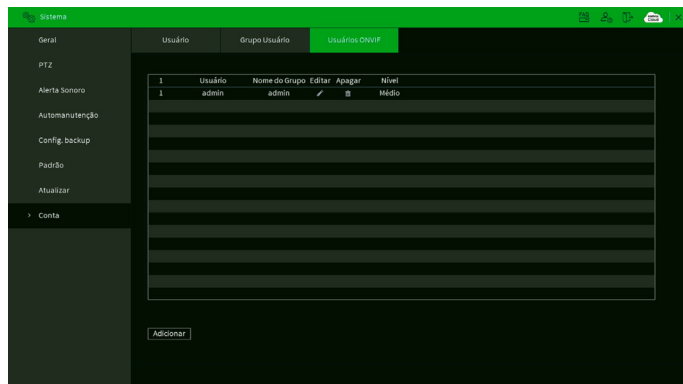 Sistema
Geral
PTZ
Alerta Sonoro
Automanutenção
Config. backup
Padrão
Atualizar
> Conta
Usuário Grupo Usuário Usuários ONVIF
1 Usuário Nome do Grupo Editar Apagar Nível
1 admin admin Médio
Adicionar